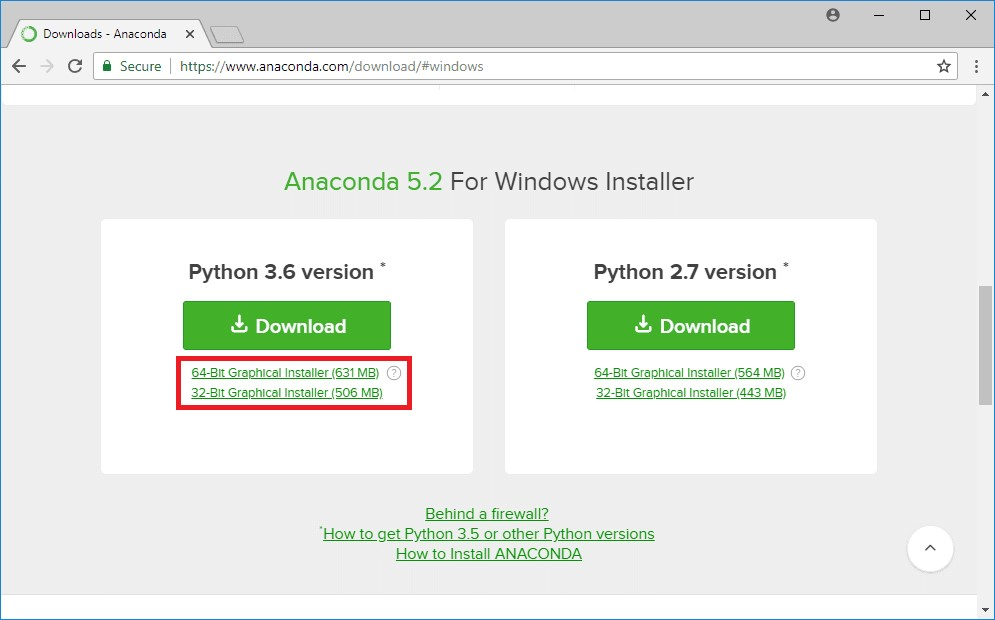 Downloads - Anaconda
Secure
https://www.anaconda.com/download/#windows
Anaconda 5.2 For Windows Installer
Python 3.6 version *
Download
64-Bit Graphical Installer (631 MB) ?
32-Bit Graphical Installer (506 MB)
Python 2.7 version *
Download
64-Bit Graphical Installer (564 MB) ?
32-Bit Graphical Installer (443 MB)
Behind a firewall?
*How to get Python 3.5 or other Python versions
How to Install ANACONDA